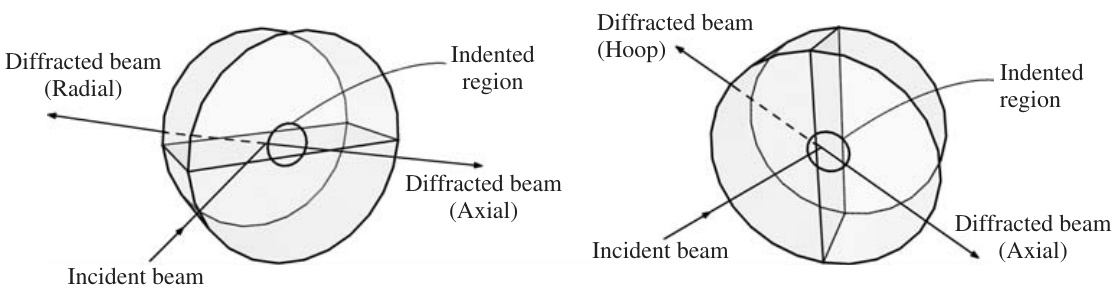 Diffracted beam
(Radial)
Indented
region
Diffracted beam
(Axial)
Incident beam
Diffracted beam
(Hoop)
Indented
region
Incident beam
Diffracted beam
(Axial)